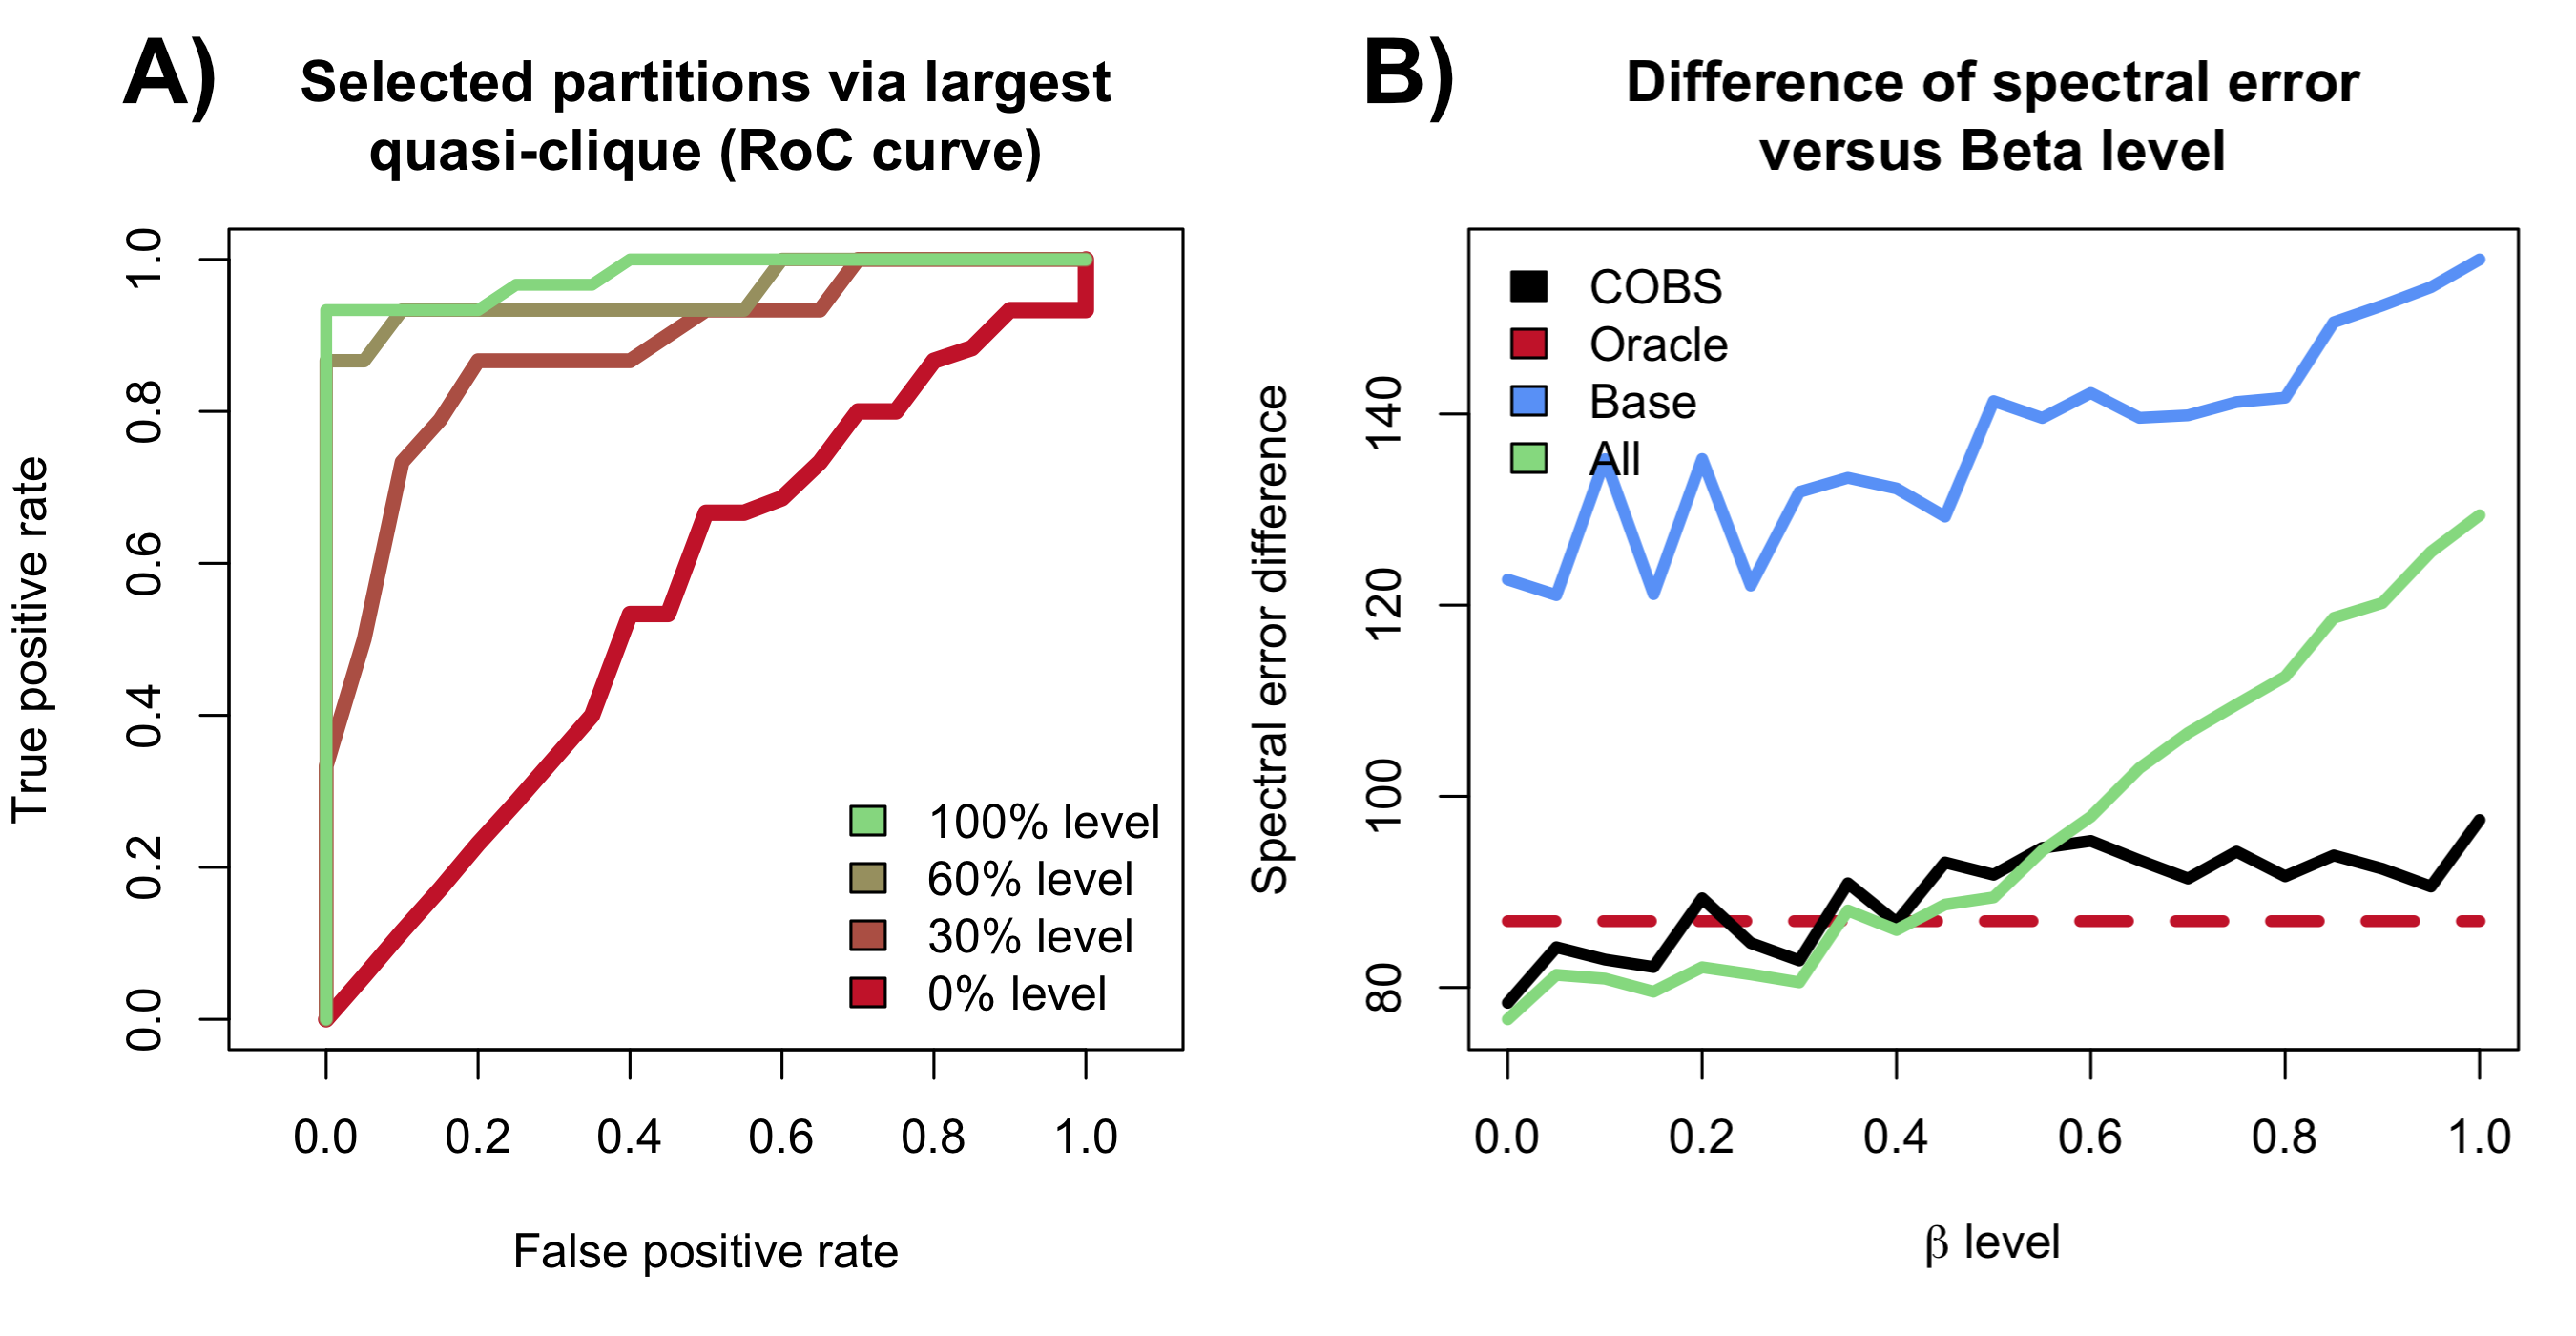 A)
Selected partitions via largest
quasi-clique (RoC curve)
True positive rate
1.0
0.8
0.6
0.4
0.2
0.0
100% level
60% level
30% level
0% level
0.0 0.2 0.4 0.6 0.8 1.0
False positive rate
B)
Difference of spectral error
versus Beta level
Spectral error difference
140
120
100
80
COBS
Oracle
Base
All
0.0 0.2 0.4 0.6 0.8 1.0
β level